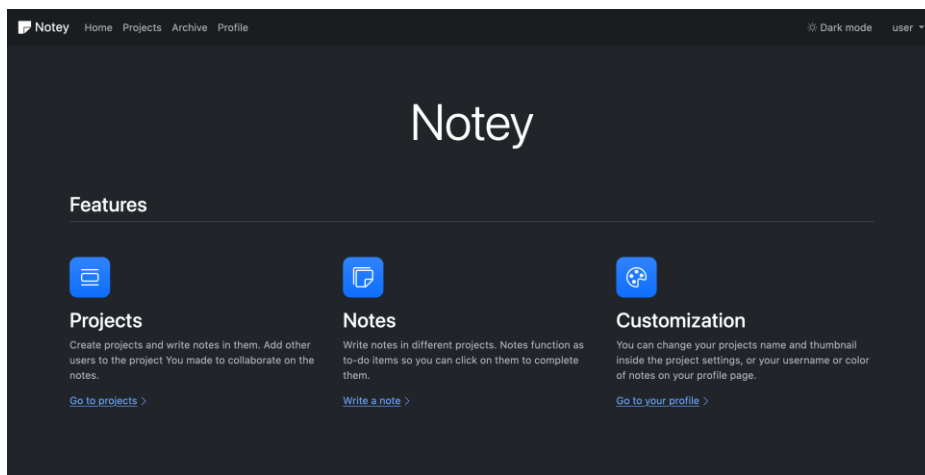 Notey Home Projects Archive Profile Dark mode user
Notey
Features
Projects
Create projects and write notes in them. Add other
users to the project You made to collaborate on the
notes.
Go to projects
Notes
Write notes in different projects. Notes function as
to-do items so you can click on them to complete
them.
Write a note
Customization
You can change your projects name and thumbnail
inside the project settings, or your username or color
of notes on your profile page.
Go to your profile